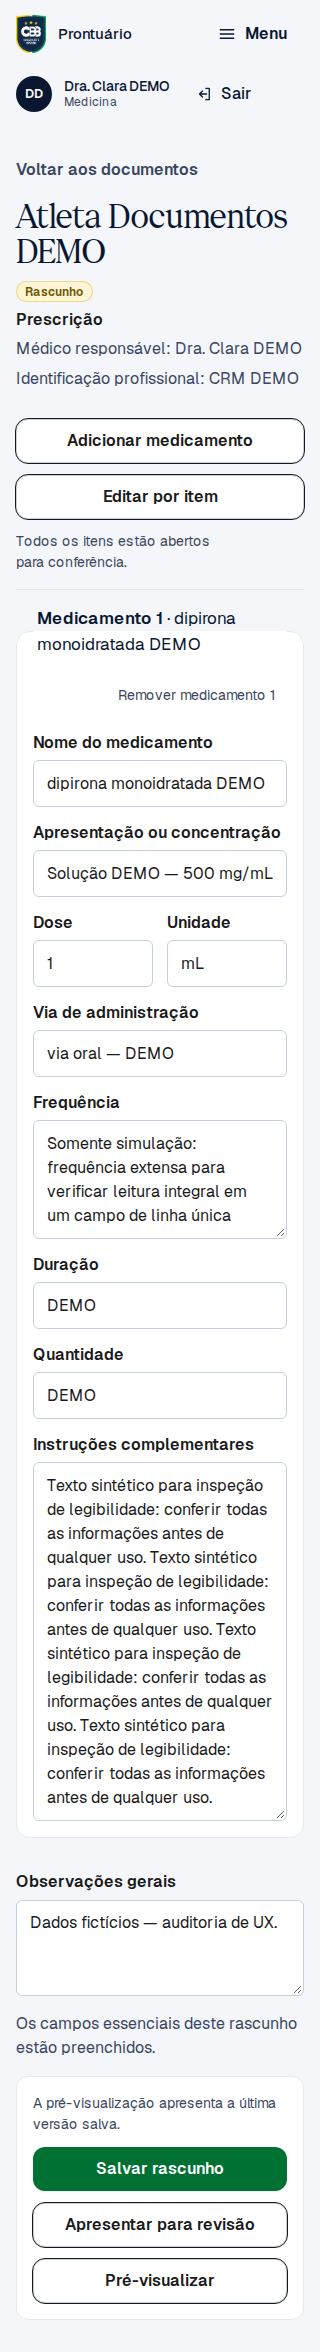 CBB
Prontuário
Menu
DD
Dra. Clara DEMO
Medicina
Sair
Voltar aos documentos
Atleta Documentos
DEMO
Rascunho
Prescrição
Médico responsável: Dra. Clara DEMO
Identificação profissional: CRM DEMO
Adicionar medicamento
Editar por item
Todos os itens estão abertos
para conferência.
Medicamento 1 · dipirona
monoidratada DEMO
Remover medicamento 1
Nome do medicamento
dipirona monoidratada DEMO
Apresentação ou concentração
Solução DEMO — 500 mg/mL
Dose Unidade
1 mL
Via de administração
via oral — DEMO
Frequência
Somente simulação:
frequência extensa para
verificar leitura integral em
um campo de linha única
Duração
DEMO
Quantidade
DEMO
Instruções complementares
Texto sintético para inspeção
de legibilidade: conferir todas
as informações antes de
qualquer uso. Texto sintético
para inspeção de legibilidade:
conferir todas as informações
antes de qualquer uso. Texto
sintético para inspeção de
legibilidade: conferir todas as
informações antes de qualquer
uso. Texto sintético para
inspeção de legibilidade:
conferir todas as informações
antes de qualquer uso.
Observações gerais
Dados fictícios — auditoria de UX.
Os campos essenciais deste rascunho
estão preenchidos.
A pré-visualização apresenta a última
versão salva.
Salvar rascunho
Apresentar para revisão
Pré-visualizar